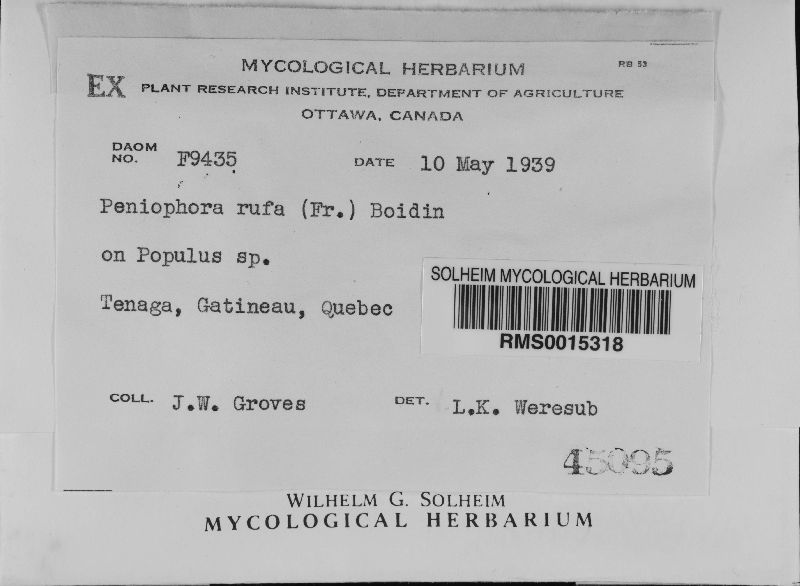 MYCOLOGICAL HERBARIUM RB 53
EX PLANT RESEARCH INSTITUTE, DEPARTMENT OF AGRICULTURE
OTTAWA, CANADA
DAOM NO. F9435 DATE 10 May 1939
Peniophora rufa (Fr.) Boidin
on Populus sp.
Tenaga, Gatineau, Quebec
SOLHEIM MYCOLOGICAL HERBARIUM
RMS0015318
COLL. J.W. Groves DET. L.K. Weresub
45095
WILHELM G. SOLHEIM
MYCOLOGICAL HERBARIUM